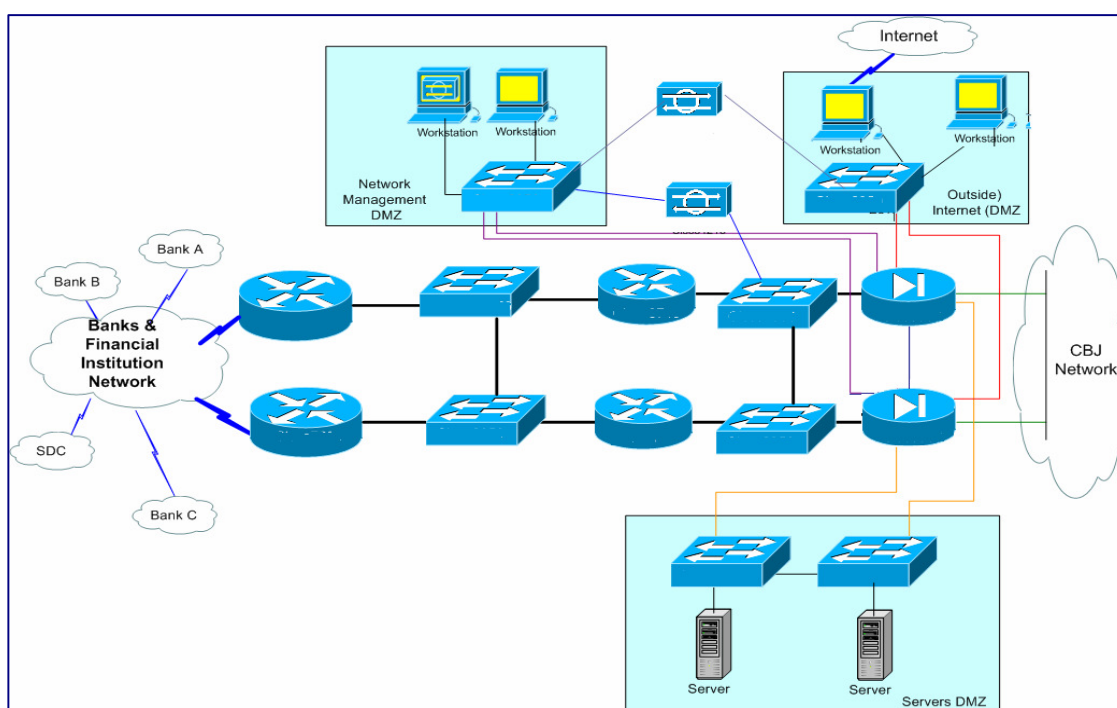 Internet
Workstation
Workstation
Network
Management
DMZ
Workstation
Workstation
Outside)
Internet (DMZ
Bank A
Bank B
Banks &
Financial
Institution
Network
SDC
Bank C
CBJ
Network
Server
Server
Servers DMZ